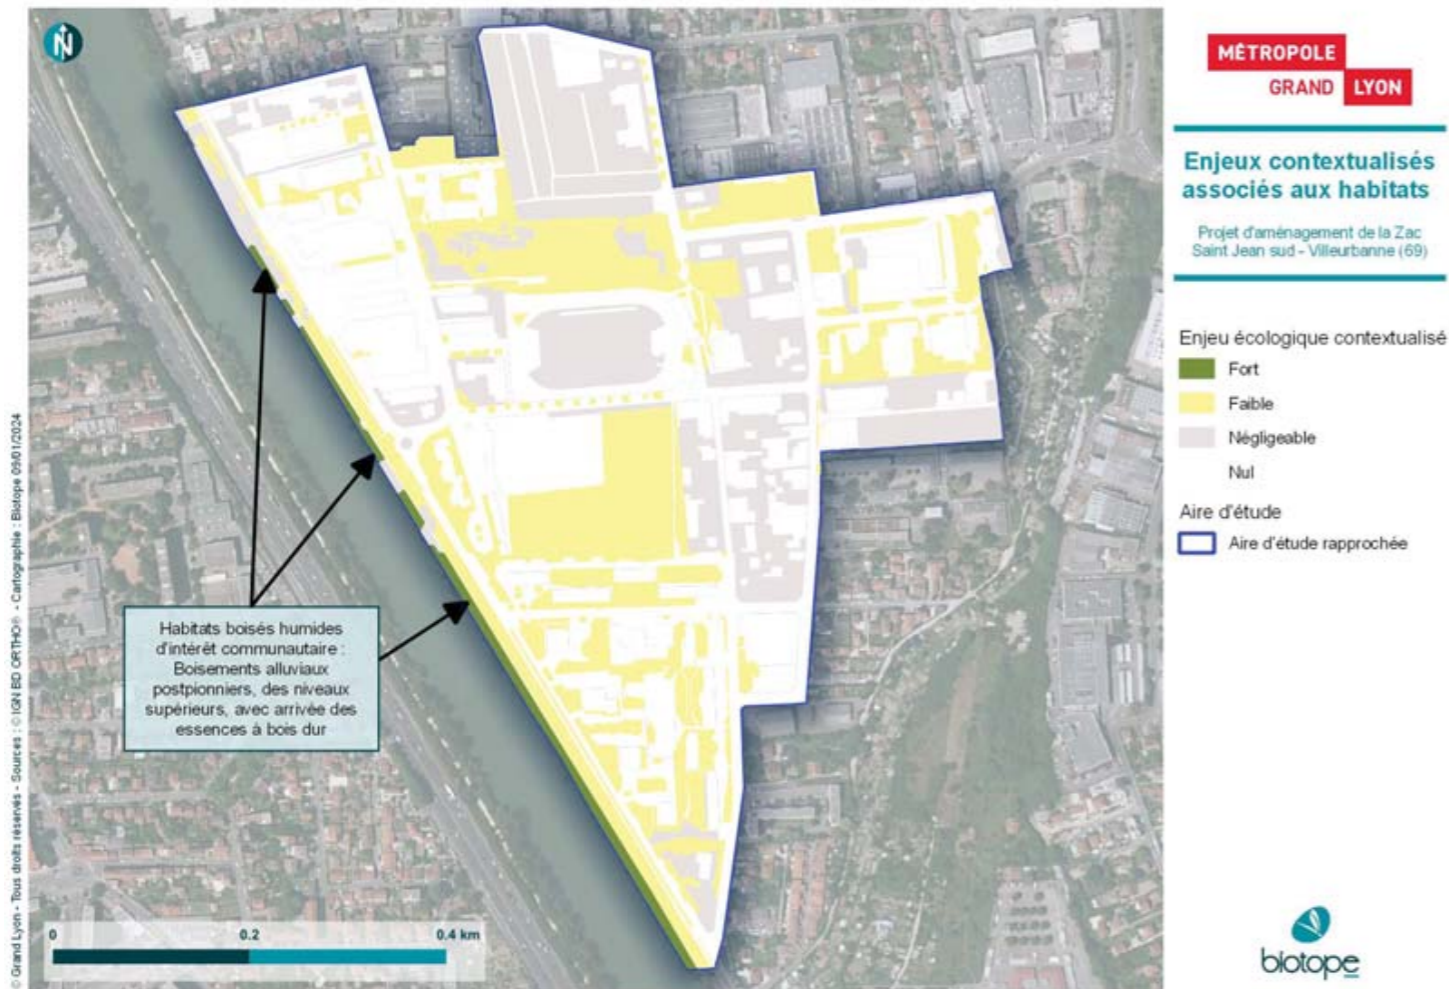 N
MÉTROPOLE
GRAND LYON
Enjeux contextualisés
associés aux habitats
Projet d'aménagement de la Zac
Saint Jean sud - Villeurbanne (69)
Enjeu écologique contextualisé
Fort
Faible
Négligeable
Nul
Aire d'étude
Aire d'étude rapprochée
Habitats boisés humides
d'intérêt communautaire :
Boisements alluviaux
postpionniers, des niveaux
supérieurs, avec arrivée des
essences à bois dur
0 0.2 0.4 km
© Grand Lyon - Tous droits réservés - Sources : © IGN BD ORTHO® - Cartographie : Biotope 09/01/2024
biotope